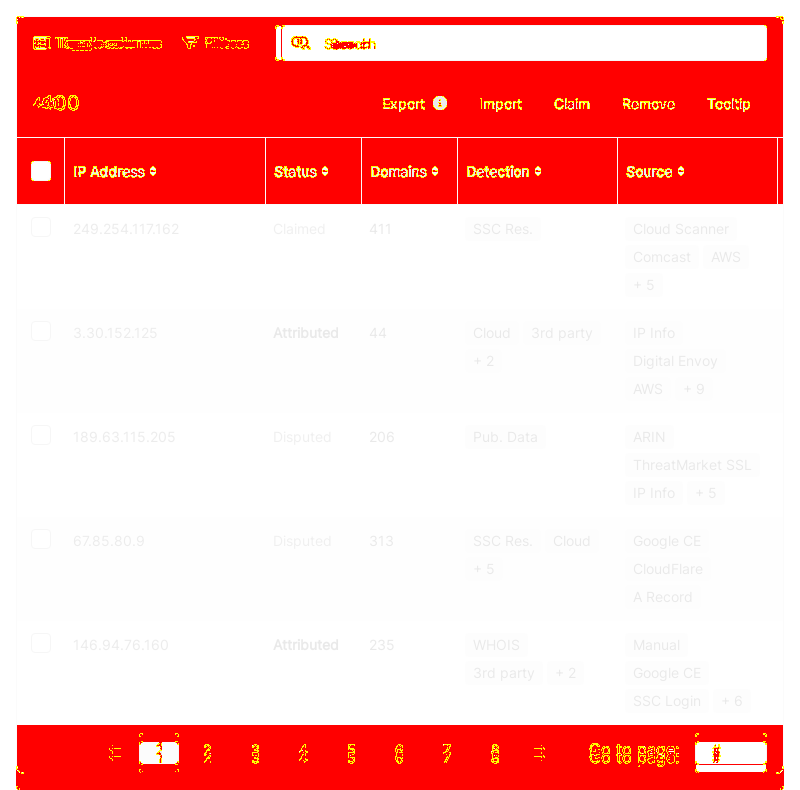 Search
Export Import Claim Remove Tooltip
IP Address Status Domains Detection Source
249.254.117.162 Claimed 411 SSC Res. Cloud Scanner
Comcast AWS
+ 5
3.30.152.125 Attributed 44 Cloud 3rd party IP Info
+ 2 Digital Envoy
AWS + 9
189.63.115.205 Disputed 206 Pub. Data ARIN
ThreatMarket SSL
IP Info + 5
67.85.80.9 Disputed 313 SSC Res. Cloud Google CE
+ 5 CloudFlare
A Record
146.94.76.160 Attributed 235 WHOIS Manual
3rd party + 2 Google CE
SSC Login + 6
1 2 3 4 5 6 7 8 Go to page: #